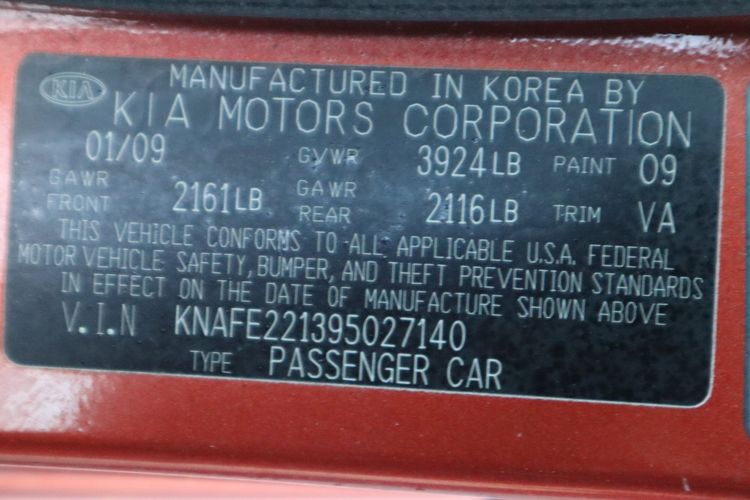 KIA
MANUFACTURED IN KOREA BY
KIA MOTORS CORPORATION
01/09 GVWR 3924LB PAINT 09
GAWR FRONT 2161LB GAWR REAR 2116LB TRIM VA
THIS VEHICLE CONFORMS TO ALL APPLICABLE U.S.A. FEDERAL
MOTOR VEHICLE SAFETY, BUMPER, AND THEFT PREVENTION STANDARDS
IN EFFECT ON THE DATE OF MANUFACTURE SHOWN ABOVE
V.I.N KNAFE221395027140
TYPE PASSENGER CAR